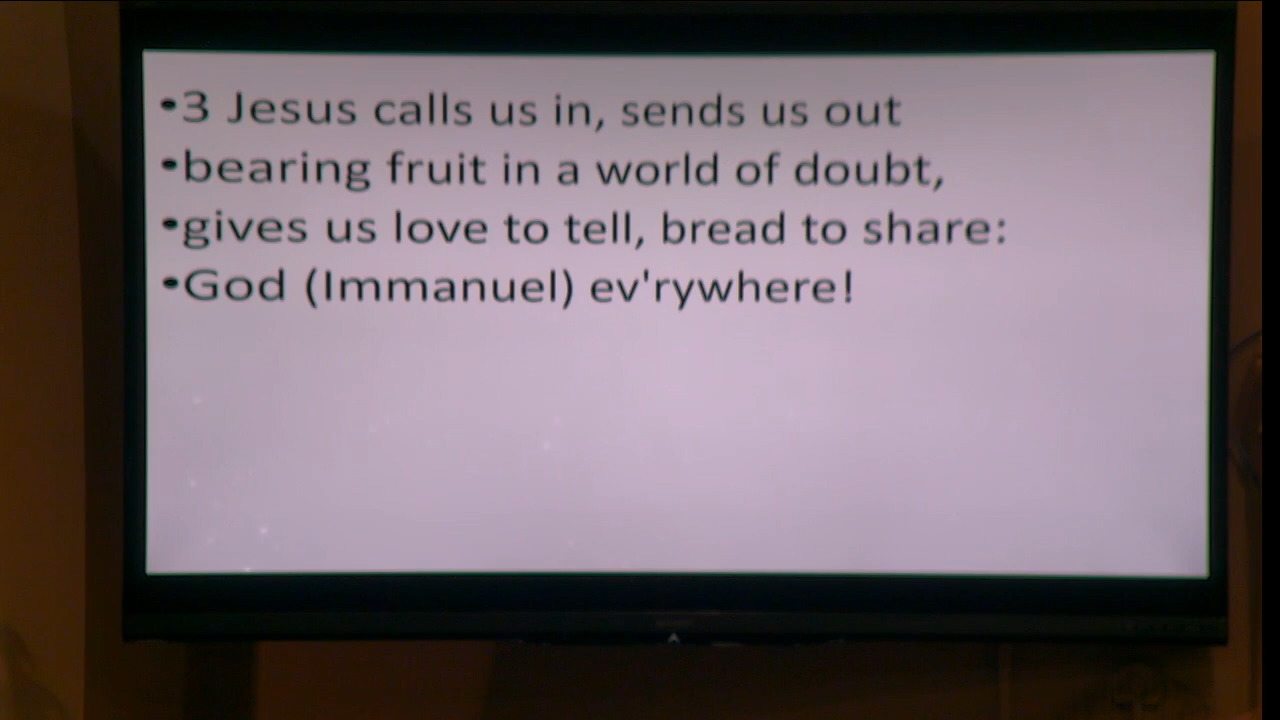 •3 Jesus calls us in, sends us out
•bearing fruit in a world of doubt,
•gives us love to tell, bread to share:
•God (Immanuel) ev'rywhere!